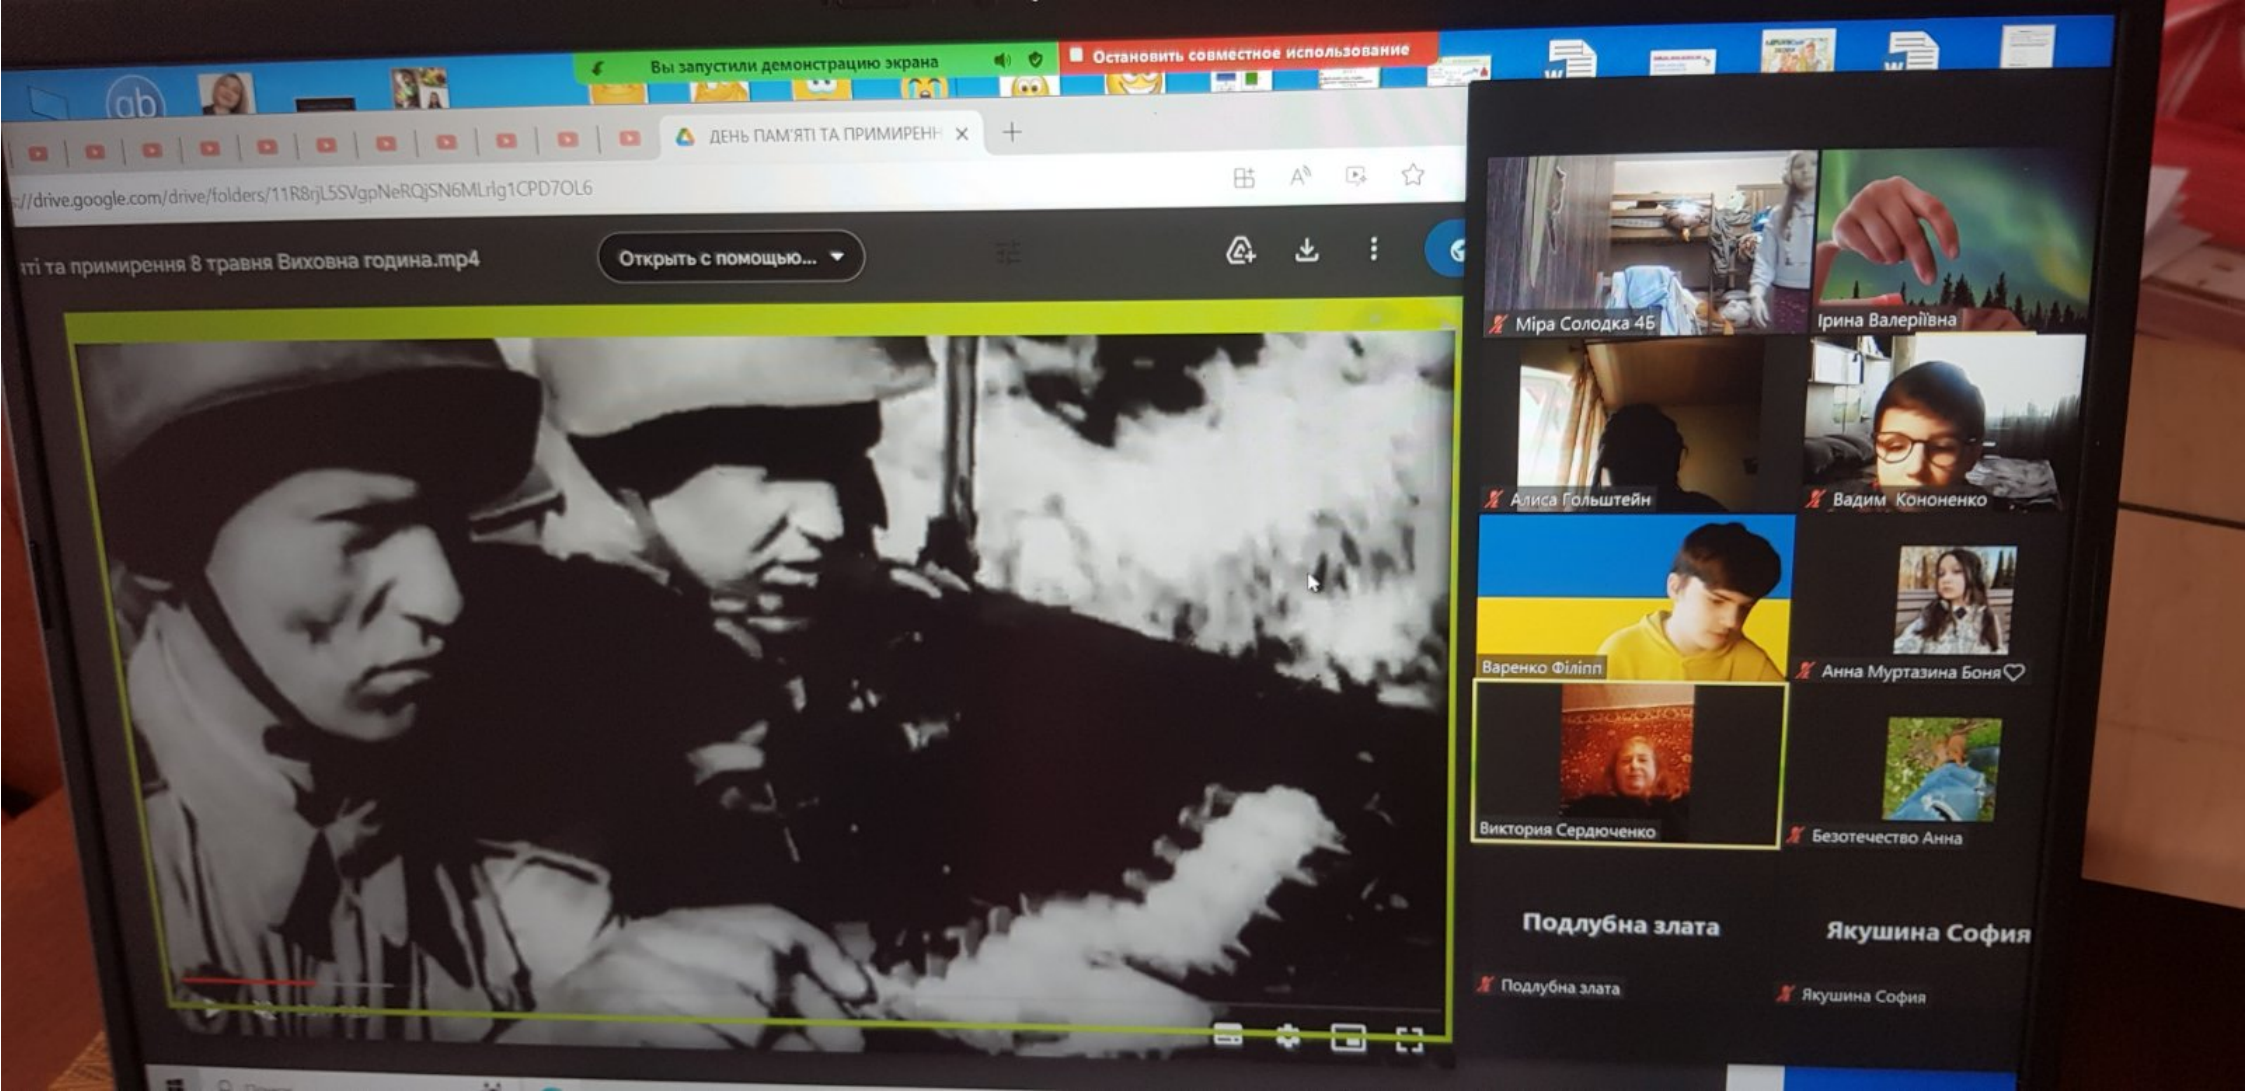 Вы запустили демонстрацию экрана
Остановить совместное использование
ab
ДЕНЬ ПАМ'ЯТІ ТА ПРИМИРЕНН
://drive.google.com/drive/folders/11R8rjL5SVgpNeRQjSN6MLrlg1CPD7OL6
яті та примирення 8 травня Виховна година.mp4
Открыть с помощью...
Міра Солодка 4Б
Ірина Валеріївна
Алиса Гольштейн
Вадим Кононенко
Варенко Філіпп
Анна Муртазина Боня♡
Виктория Сердюченко
Безотечество Анна
Подлубна злата
Якушина София
Подлубна злата
Якушина София